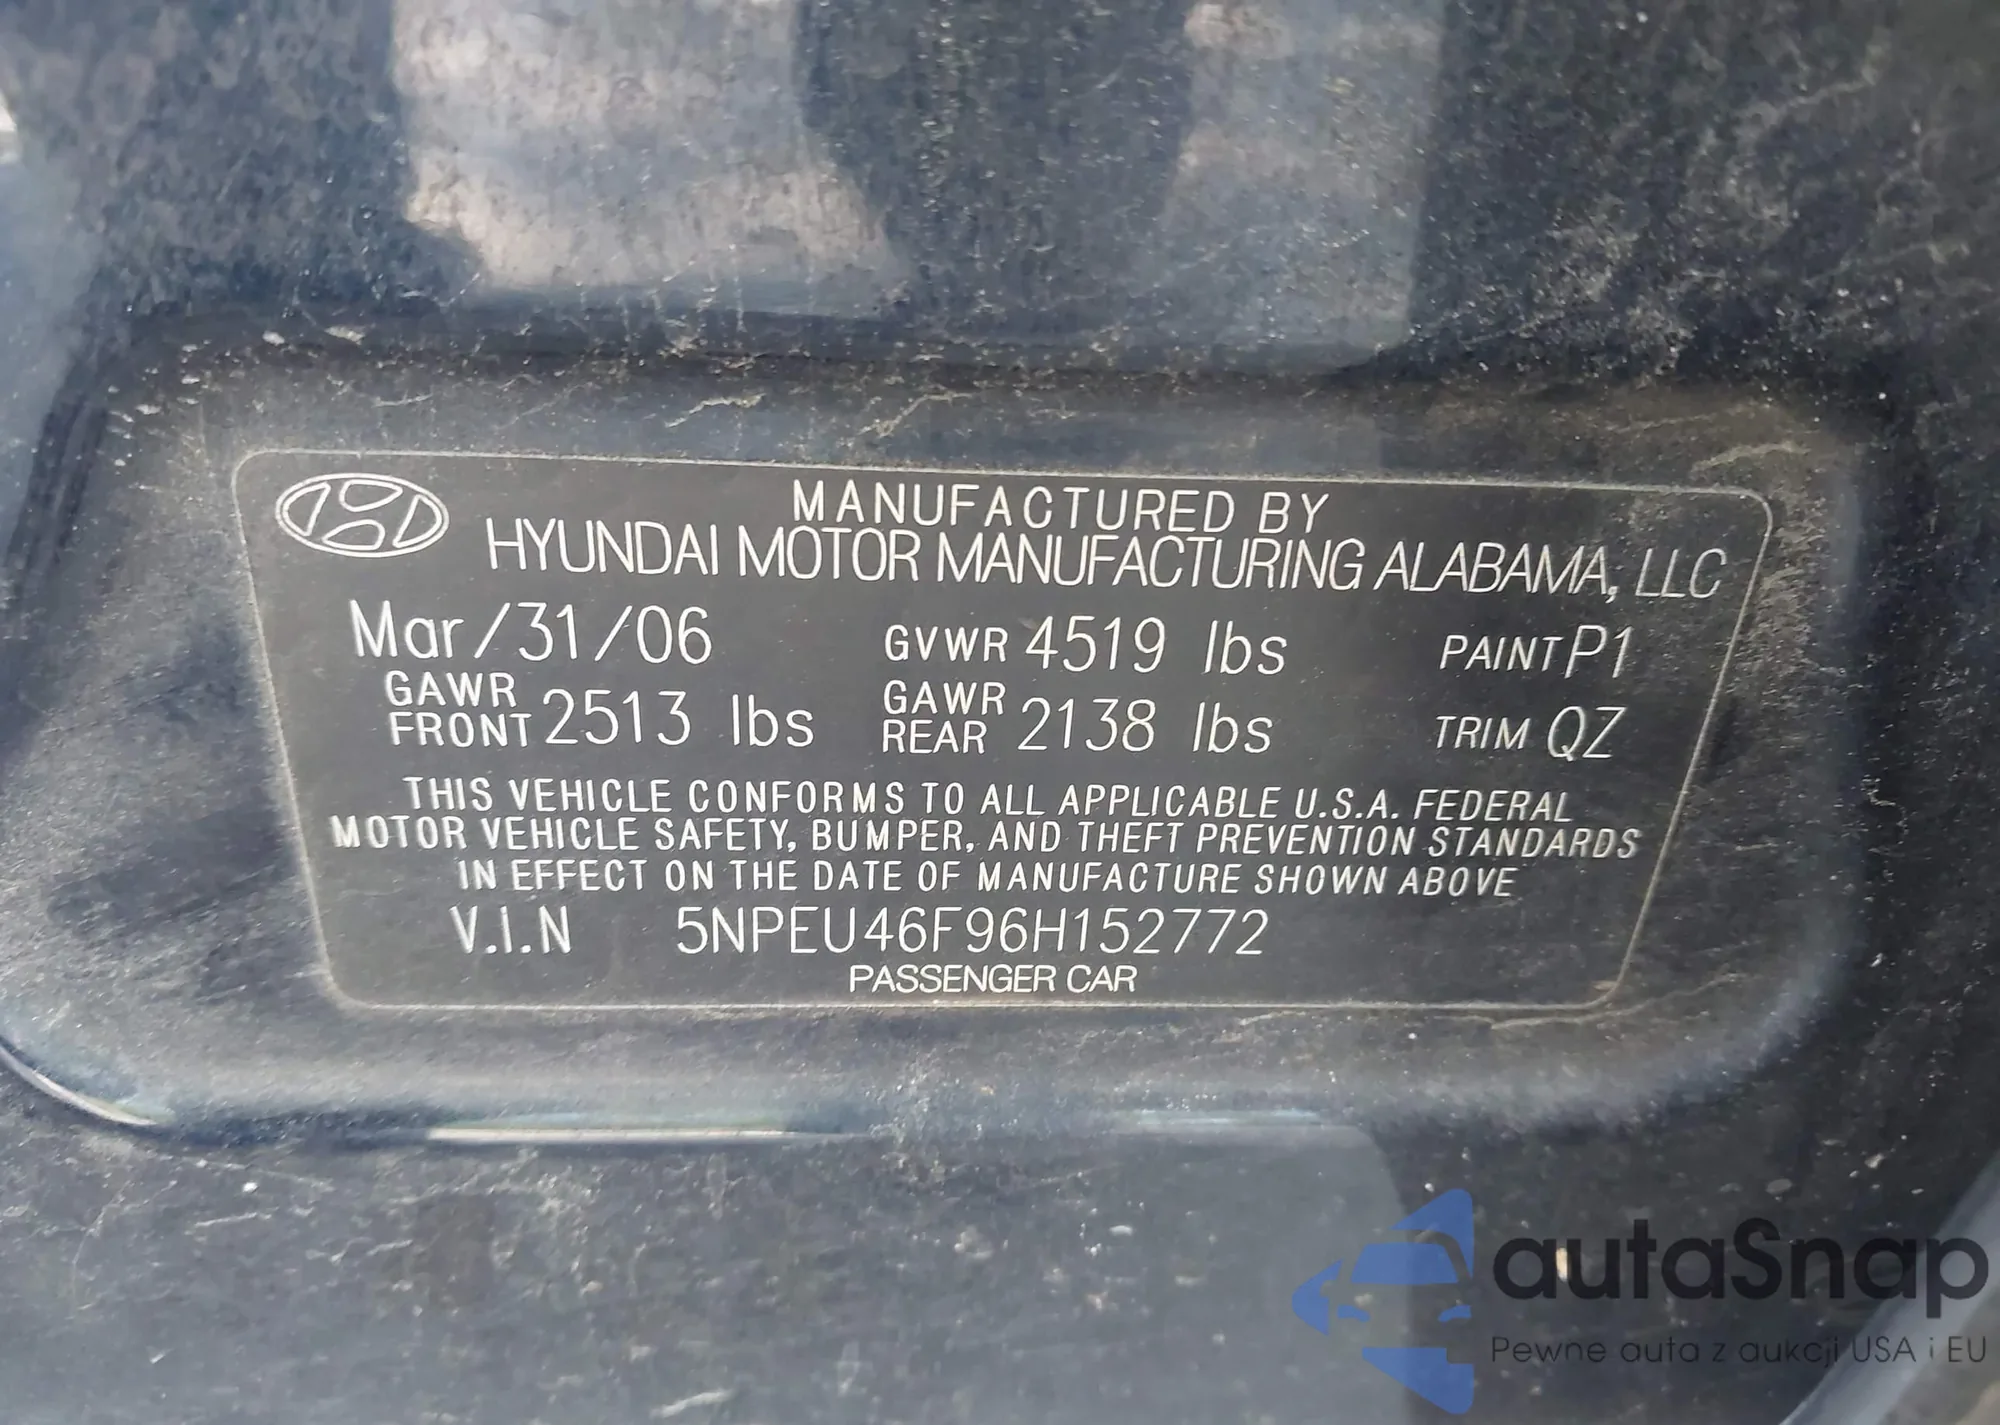 MANUFACTURED BY
HYUNDAI MOTOR MANUFACTURING ALABAMA, LLC
Mar/31/06 GVWR 4519 lbs PAINT P1
GAWR FRONT 2513 lbs GAWR REAR 2138 lbs TRIM QZ
THIS VEHICLE CONFORMS TO ALL APPLICABLE U.S.A. FEDERAL
MOTOR VEHICLE SAFETY, BUMPER, AND THEFT PREVENTION STANDARDS
IN EFFECT ON THE DATE OF MANUFACTURE SHOWN ABOVE
V.I.N 5NPEU46F96H152772
PASSENGER CAR
autaSnap
Pewne auta z aukcji USA i EU